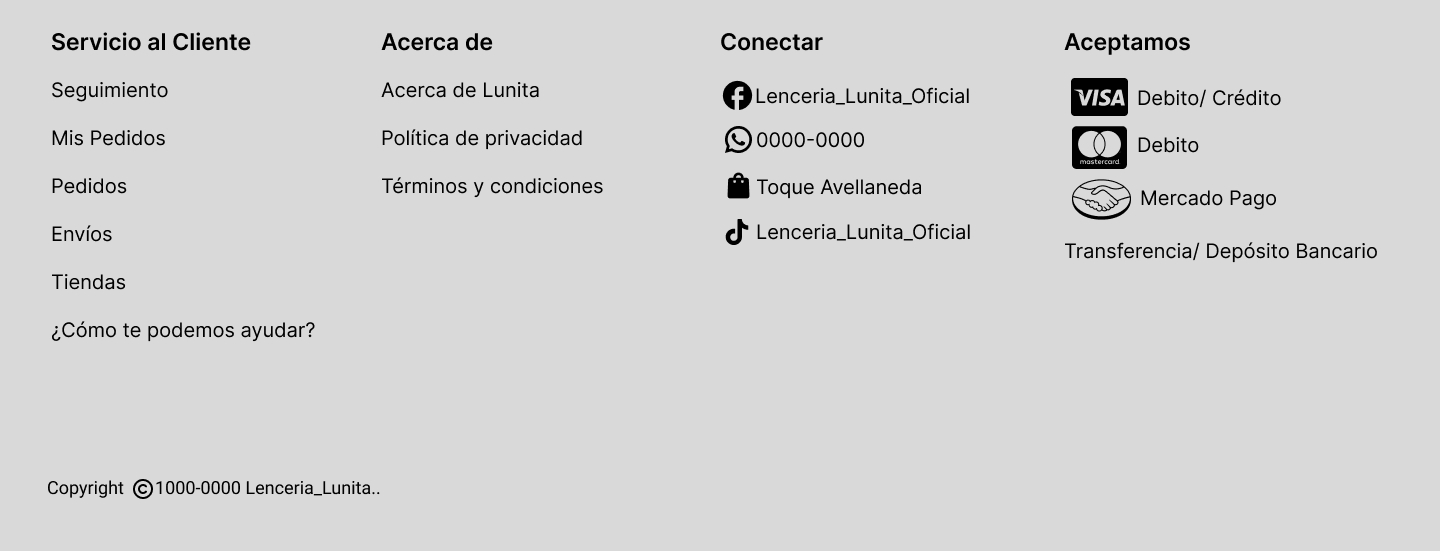 Servicio al Cliente
Seguimiento
Mis Pedidos
Pedidos
Envíos
Tiendas
¿Cómo te podemos ayudar?
Acerca de
Acerca de Lunita
Política de privacidad
Términos y condiciones
Conectar
Lenceria_Lunita_Oficial
0000-0000
Toque Avellaneda
Lenceria_Lunita_Oficial
Aceptamos
VISA Debito/ Crédito
mastercard Debito
Mercado Pago
Transferencia/ Depósito Bancario
Copyright ©1000-0000 Lenceria_Lunita..